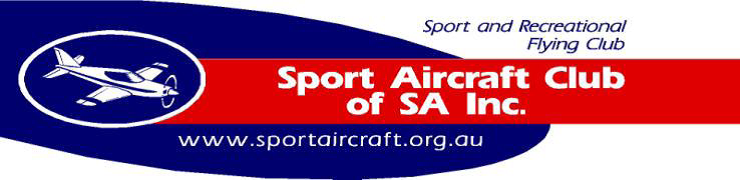 Sport and Recreational
Flying Club
Sport Aircraft Club
of SA Inc.
www.sportaircraft.org.au